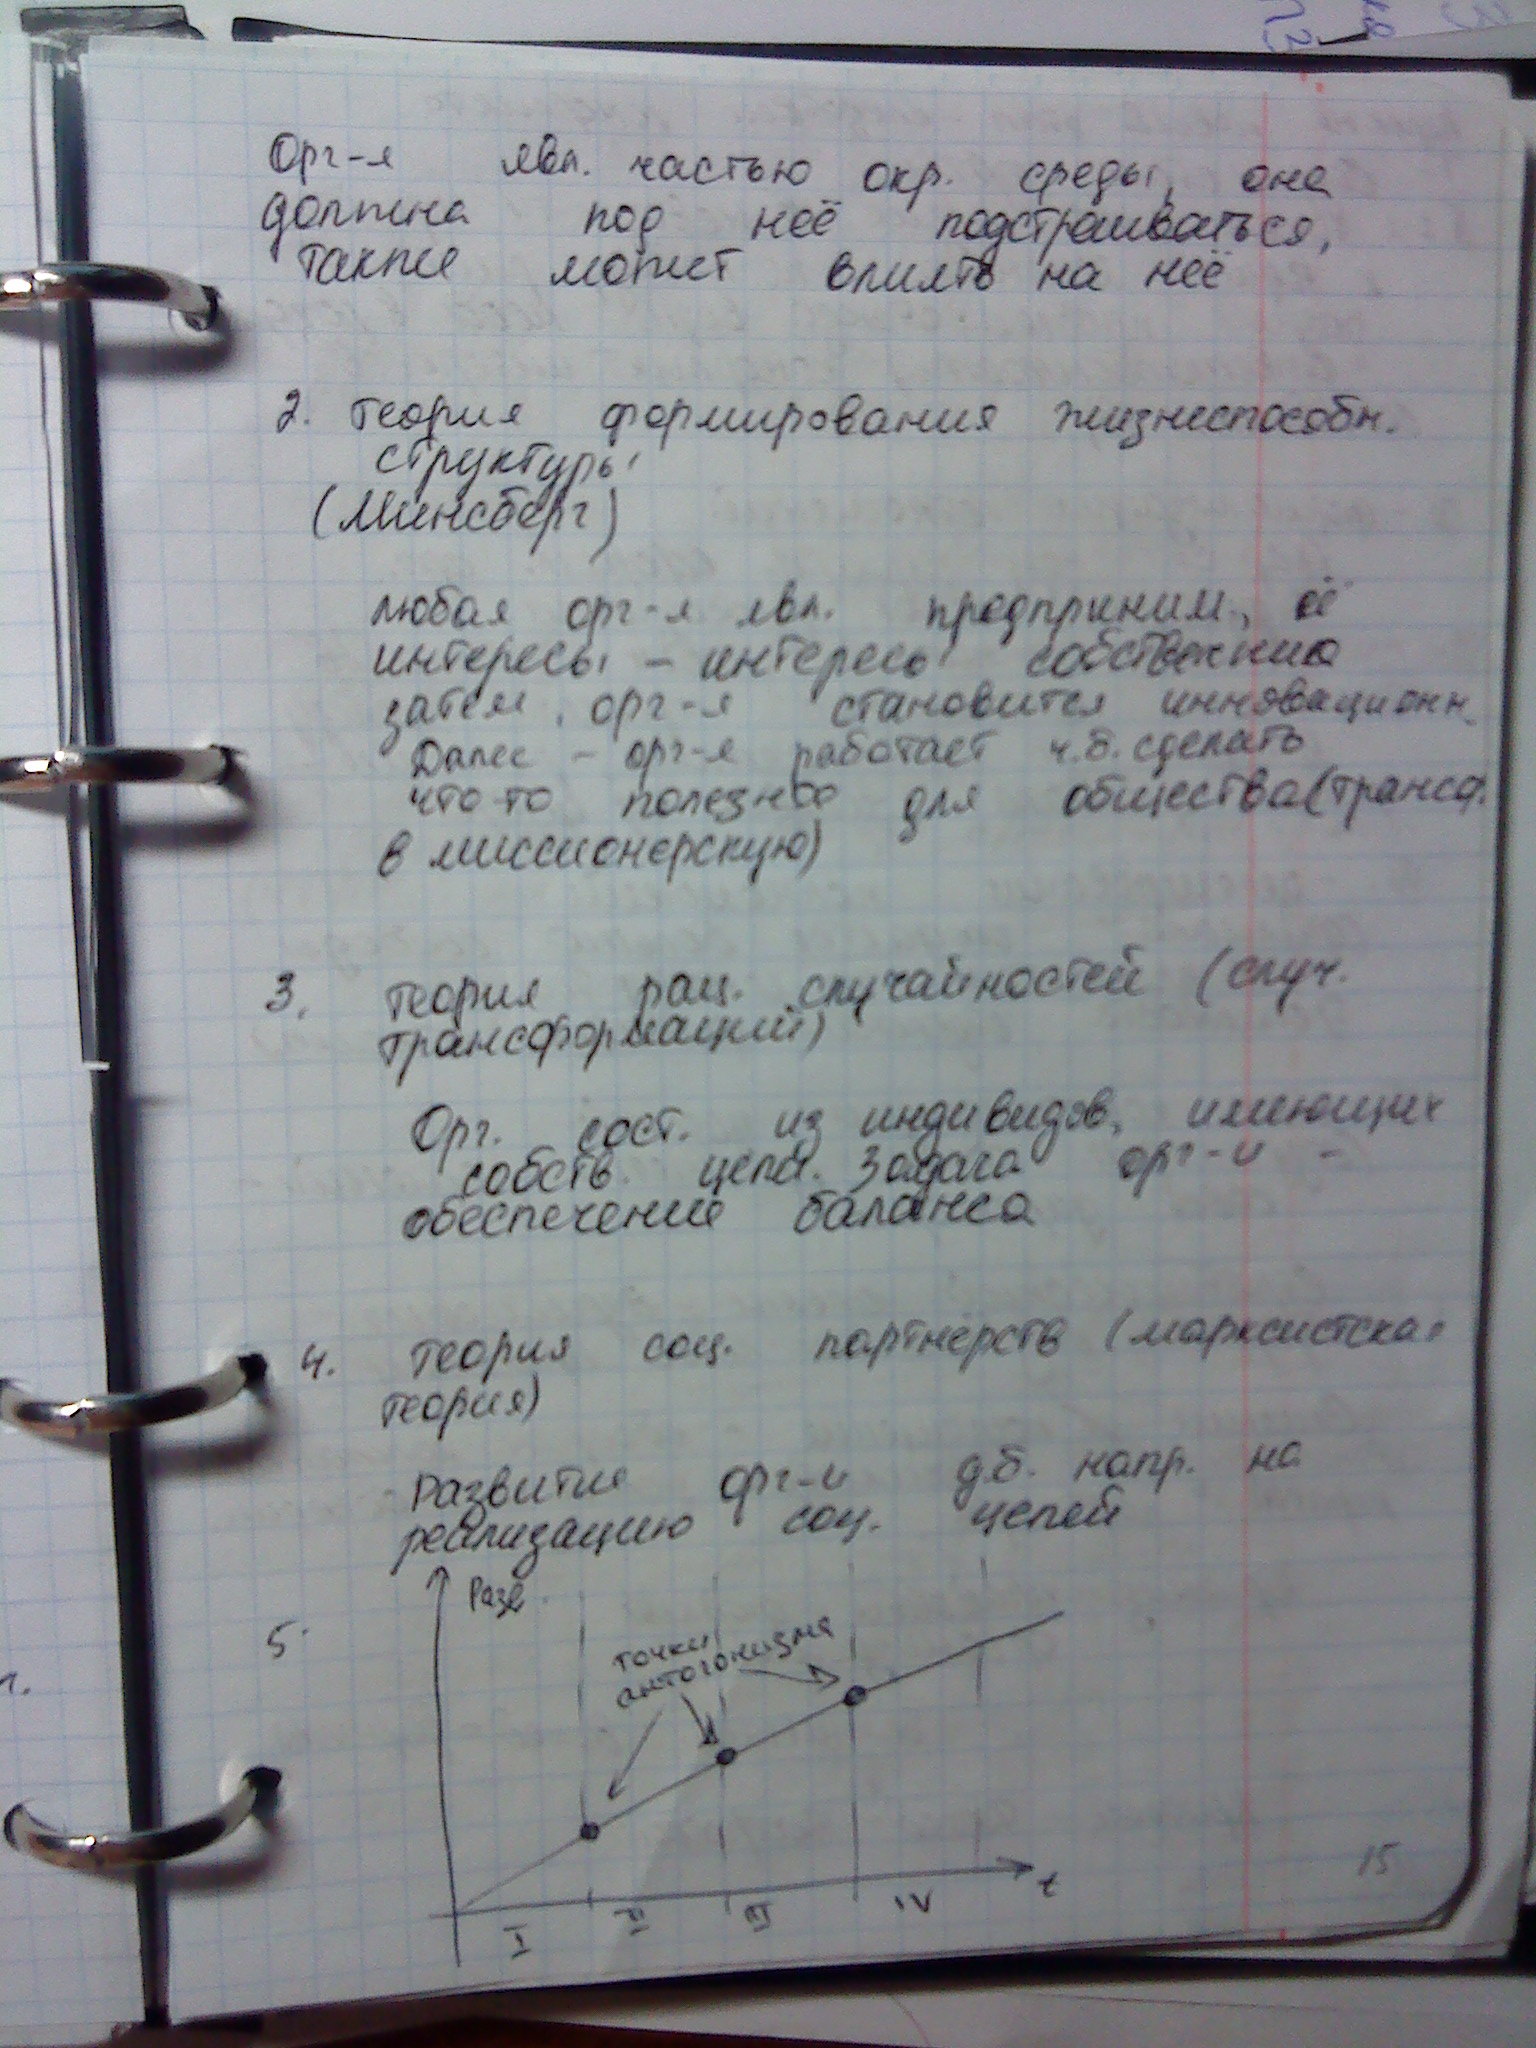 Орг-я явл. частью окр. среды, она
должна под неё подстраиваться,
также может влиять на неё
2. теория формирования жизнеспособн.
структуры
(Минсберг)
любая орг-я явл. предприним., её
интересы – интересы собственника
затем, орг-я становится инновационн.
Далее – орг-я работает ч.б. сделать
что-то полезное для общества (трансф.
в миссионерскую)
3. теория рац. случайностей (случ.
трансформаций)
Орг. сост. из индивидов, имеющих
собств. цели. Задача орг-и –
обеспечение баланса
4. теория соц. партнёрств (марксистская
теория)
Развитие орг-и д.б. напр. на
реализацию соц. целей
5.
Разв.
точки
антогонизма
I II III IV t
15